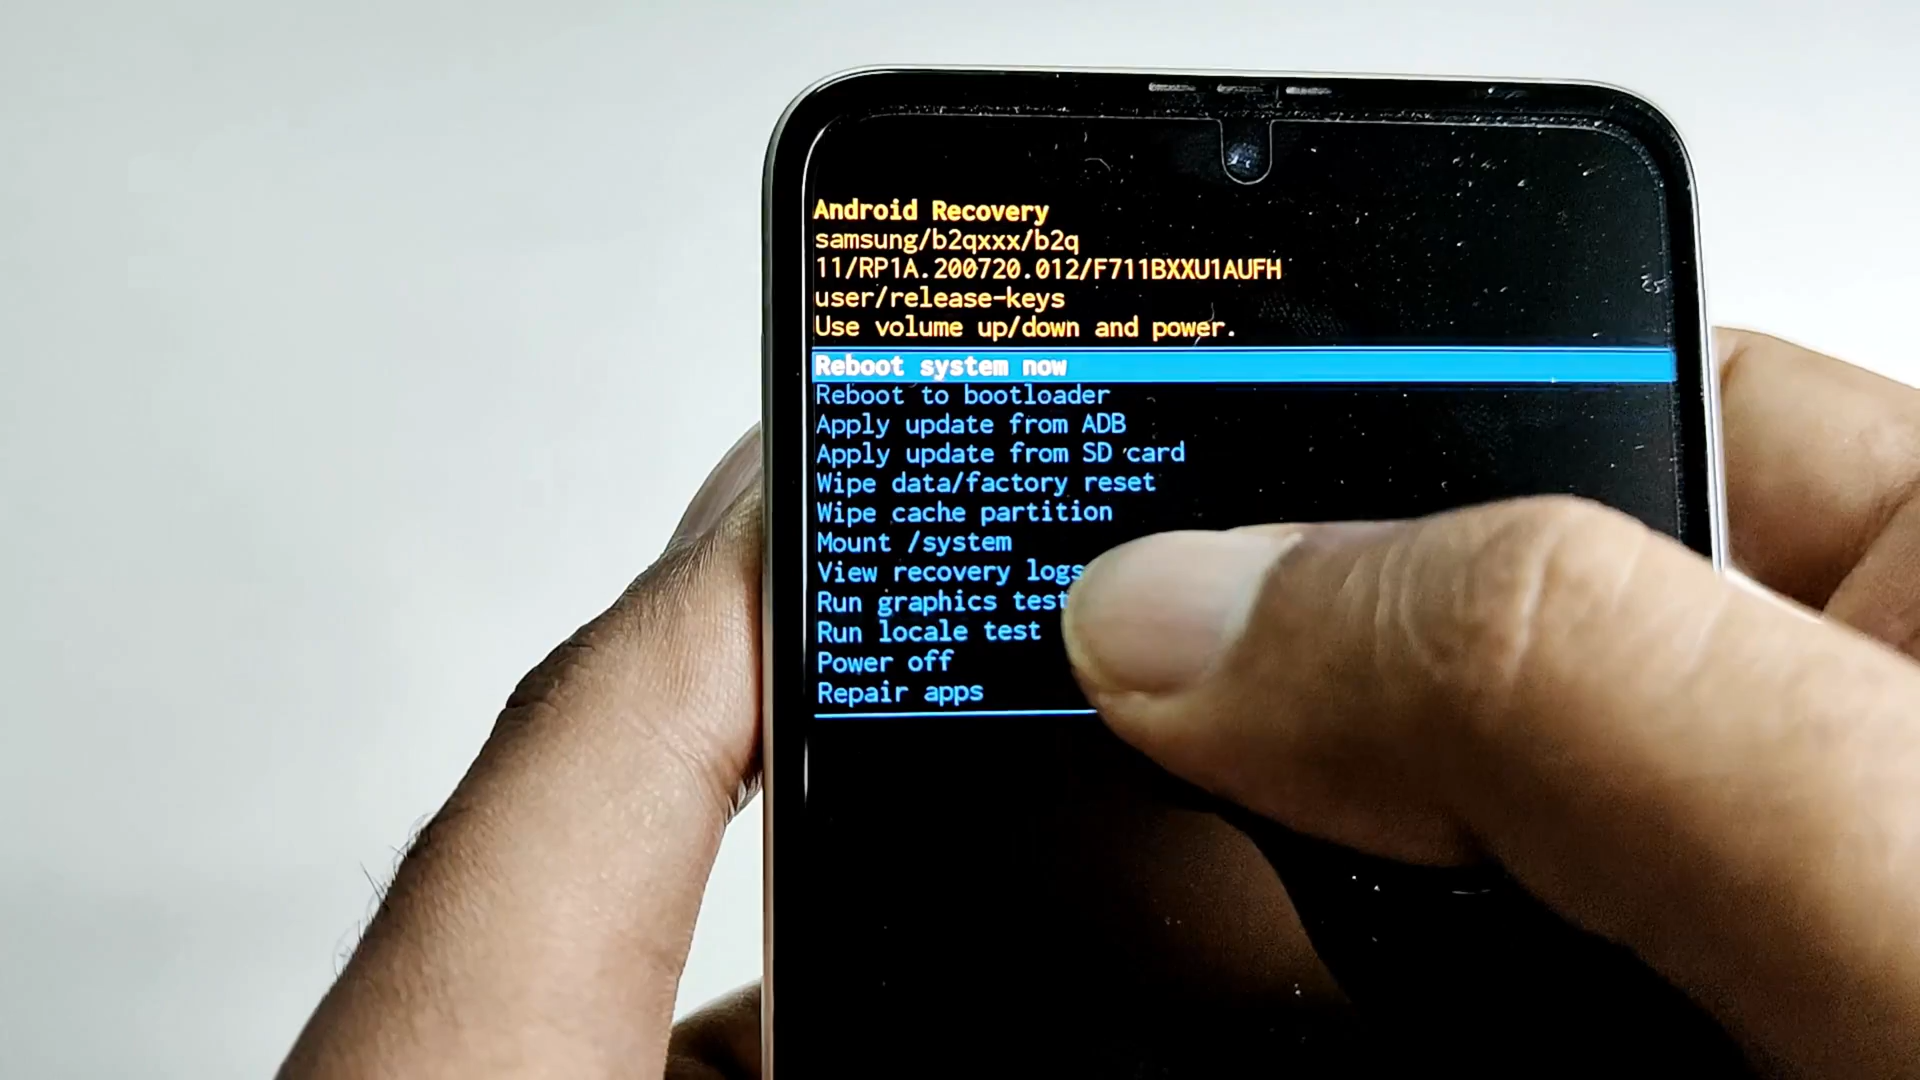 Android Recovery
samsung/b2qxxx/b2q
11/RP1A.200720.012/F711BXXU1AUFH
user/release-keys
Use volume up/down and power.
Reboot system now
Reboot to bootloader
Apply update from ADB
Apply update from SD card
Wipe data/factory reset
Wipe cache partition
Mount /system
View recovery logs
Run graphics test
Run locale test
Power off
Repair apps